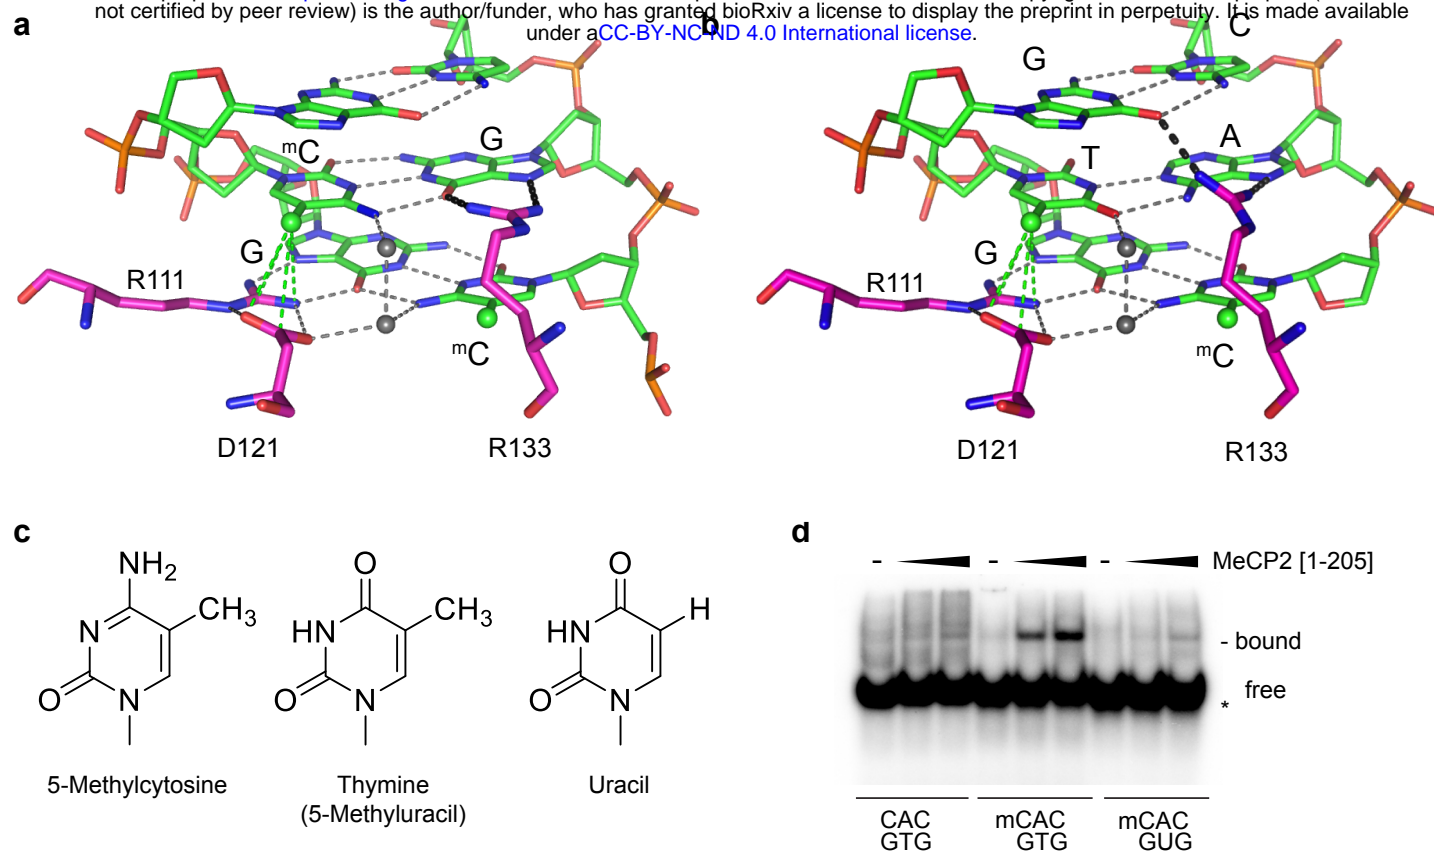 not certified by peer review) is the author/funder, who has granted bioRxiv a license to display the preprint in perpetuity. It is made available
under aCC-BY-NC-ND 4.0 International license.
a
mC
G
G
R111
mC
D121
R133
b
C
G
A
T
G
R111
mC
D121
R133
c
NH2
CH3
N
O
N
5-Methylcytosine
O
CH3
HN
O
N
Thymine
(5-Methyluracil)
O
H
HN
O
N
Uracil
d
- - - MeCP2 [1-205]
- bound
free
*
CAC mCAC mCAC
GTG GTG GUG